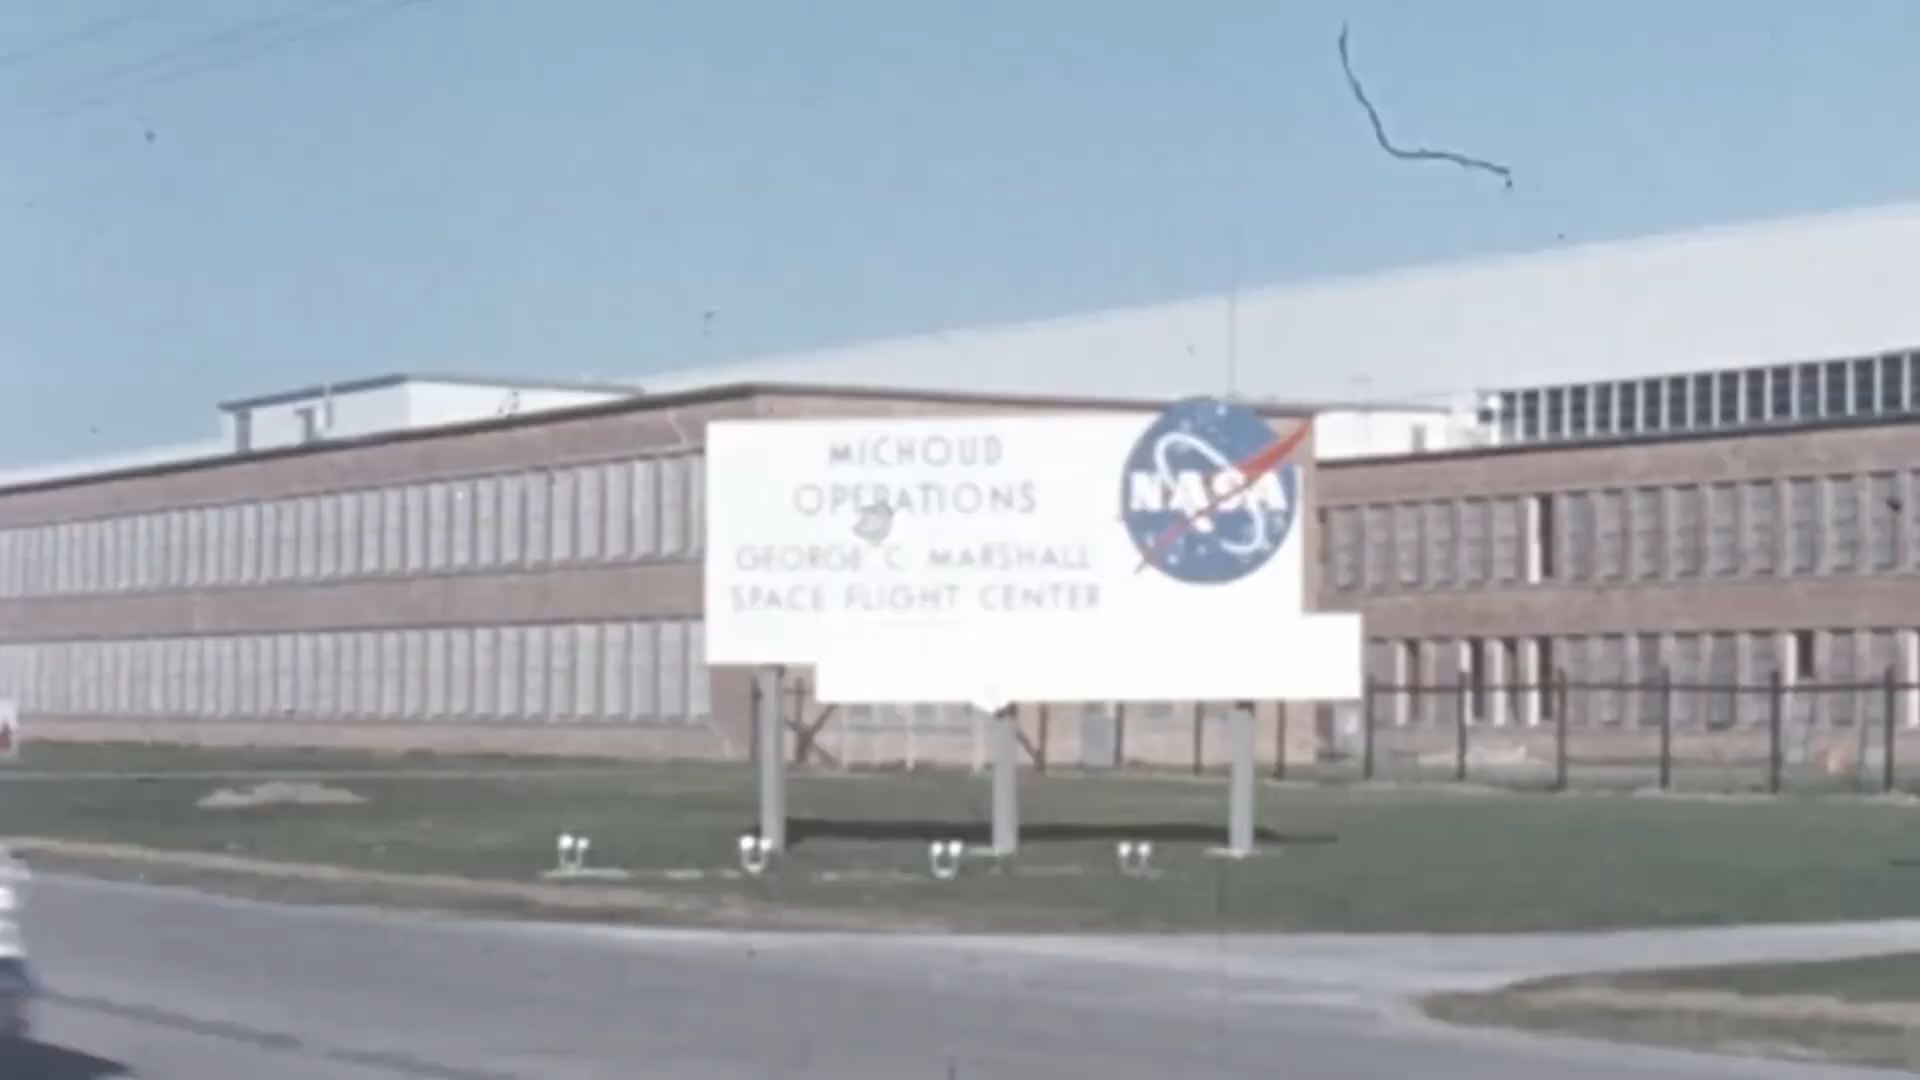 MICHOUD
OPERATIONS
GEORGE C. MARSHALL
SPACE FLIGHT CENTER
NASA